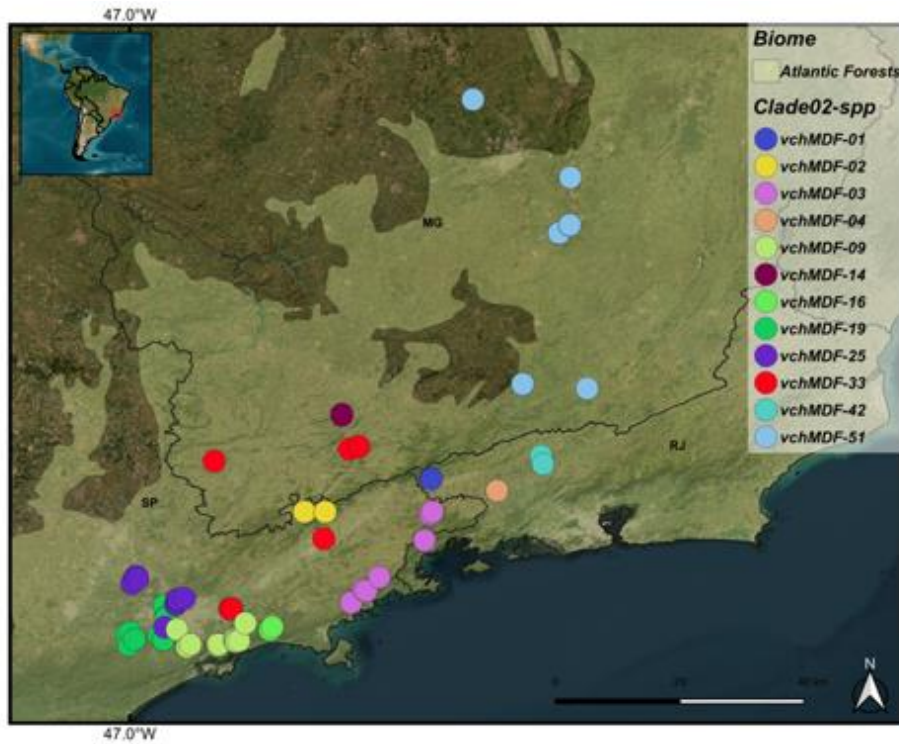 47.0°W
Biome
Atlantic Forests
Clade02-spp
vchMDF-01
vchMDF-02
vchMDF-03
vchMDF-04
vchMDF-09
vchMDF-14
vchMDF-16
vchMDF-19
vchMDF-25
vchMDF-33
vchMDF-42
vchMDF-51
MG
RJ
SP
N
47.0°W